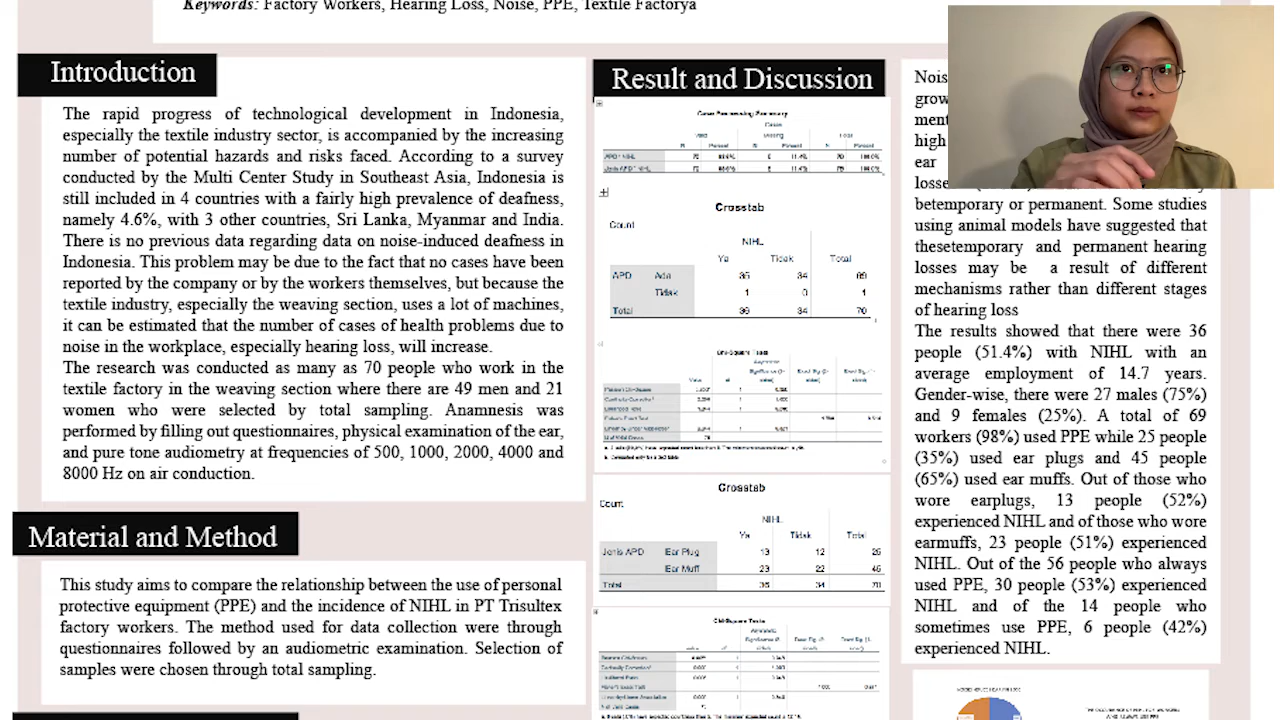 Keywords: Factory Workers, Hearing Loss, Noise, PPE, Textile Factorya
Introduction
The rapid progress of technological development in Indonesia,
especially the textile industry sector, is accompanied by the increasing
number of potential hazards and risks faced. According to a survey
conducted by the Multi Center Study in Southeast Asia, Indonesia is
still included in 4 countries with a fairly high prevalence of deafness,
namely 4.6%, with 3 other countries, Sri Lanka, Myanmar and India.
There is no previous data regarding data on noise-induced deafness in
Indonesia. This problem may be due to the fact that no cases have been
reported by the company or by the workers themselves, but because the
textile industry, especially the weaving section, uses a lot of machines,
it can be estimated that the number of cases of health problems due to
noise in the workplace, especially hearing loss, will increase.
The research was conducted as many as 70 people who work in the
textile factory in the weaving section where there are 49 men and 21
women who were selected by total sampling. Anamnesis was
performed by filling out questionnaires, physical examination of the ear,
and pure tone audiometry at frequencies of 500, 1000, 2000, 4000 and
8000 Hz on air conduction.
Material and Method
This study aims to compare the relationship between the use of personal
protective equipment (PPE) and the incidence of NIHL in PT Trisultex
factory workers. The method used for data collection were through
questionnaires followed by an audiometric examination. Selection of
samples were chosen through total sampling.
Result and Discussion
Case Processing Summary
Cases
Valid Missing Total
N Percent N Percent N Percent
APD * NIHL
Jenis APD * NIHL
Crosstab
Count
NIHL
Ya Tidak Total
APD Ada 35 34 69
Tidak 1 0 1
Total 36 34 70
Chi-Square Tests
Crosstab
Count
NIHL
Ya Tidak Total
Jenis APD Ear Plug 13 12 25
Ear Muff 23 22 45
Total 36 34 70
Chi-Square Tests
high
ear
betemporary or permanent. Some studies
using animal models have suggested that
thesetemporary and permanent hearing
losses may be a result of different
mechanisms rather than different stages
of hearing loss
The results showed that there were 36
people (51.4%) with NIHL with an
average employment of 14.7 years.
Gender-wise, there were 27 males (75%)
and 9 females (25%). A total of 69
workers (98%) used PPE while 25 people
(35%) used ear plugs and 45 people
(65%) used ear muffs. Out of those who
wore earplugs, 13 people (52%)
experienced NIHL and of those who wore
earmuffs, 23 people (51%) experienced
NIHL. Out of the 56 people who always
used PPE, 30 people (53%) experienced
NIHL and of the 14 people who
sometimes use PPE, 6 people (42%)
experienced NIHL.